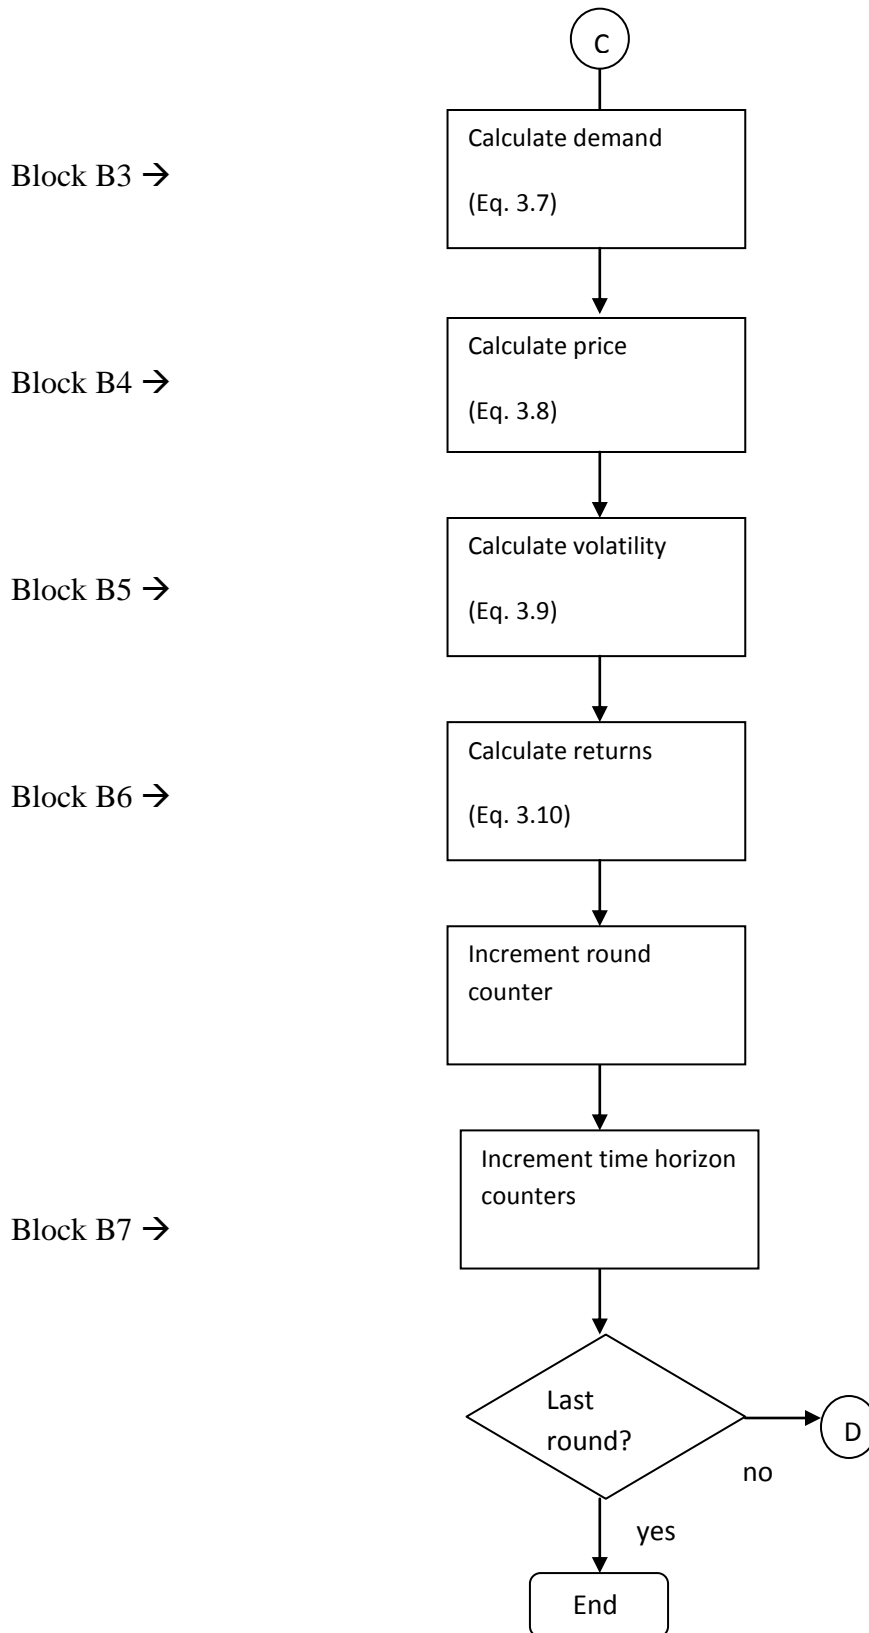 C
Block B3 →
Calculate demand
(Eq. 3.7)
Block B4 →
Calculate price
(Eq. 3.8)
Block B5 →
Calculate volatility
(Eq. 3.9)
Block B6 →
Calculate returns
(Eq. 3.10)
Increment round
counter
Block B7 →
Increment time horizon
counters
Last
round?
no
D
yes
End